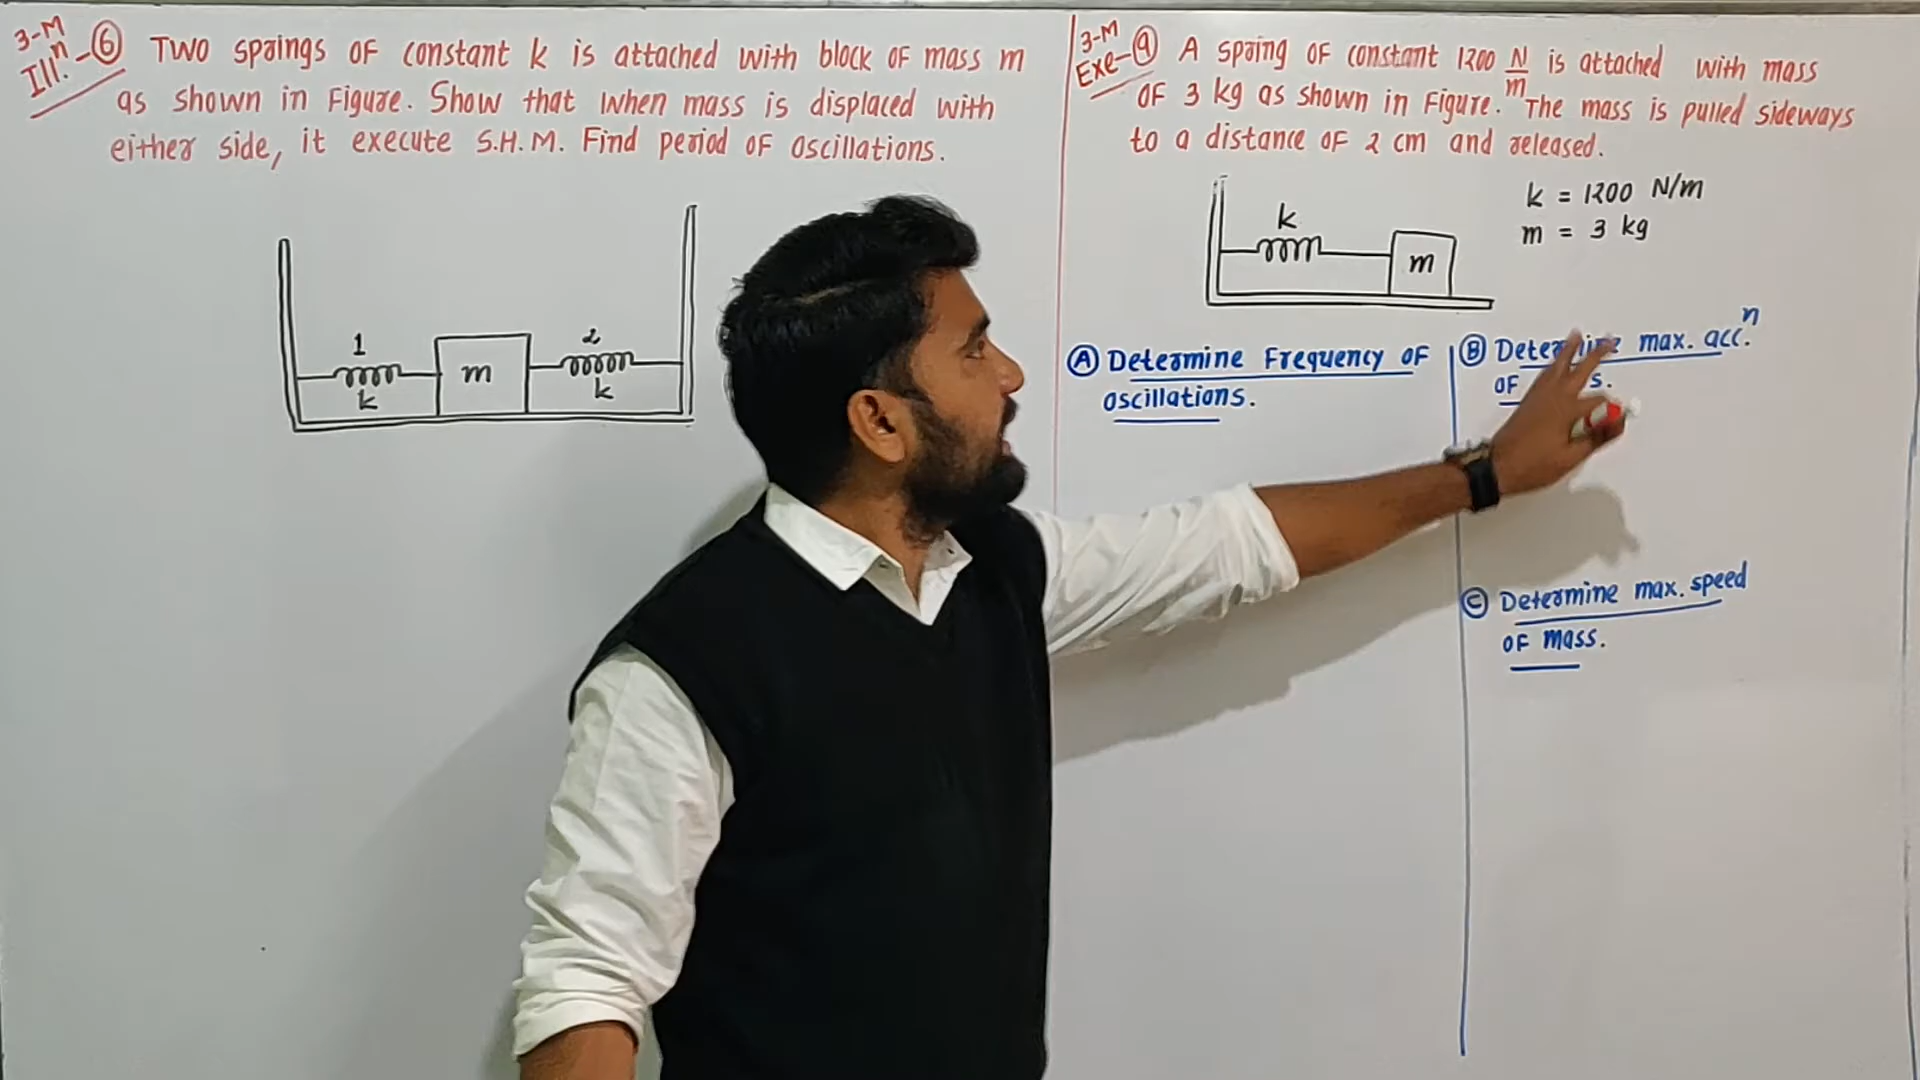 3-M
Illn. - ⑥ Two springs of constant k is attached with block of mass m
as shown in Figure. Show that when mass is displaced with
either side, it execute S.H.M. Find period of oscillations.
1
2
k
m
k
3-M
Exe-⑨ A spring of constant 1200 N/m is attached with mass
of 3 kg as shown in Figure. The mass is pulled sideways
to a distance of 2 cm and released.
k
m
k = 1200 N/m
m = 3 kg
Ⓐ Determine Frequency of
oscillations.
Ⓑ Determine max. accn.
of
Ⓒ Determine max. speed
of mass.